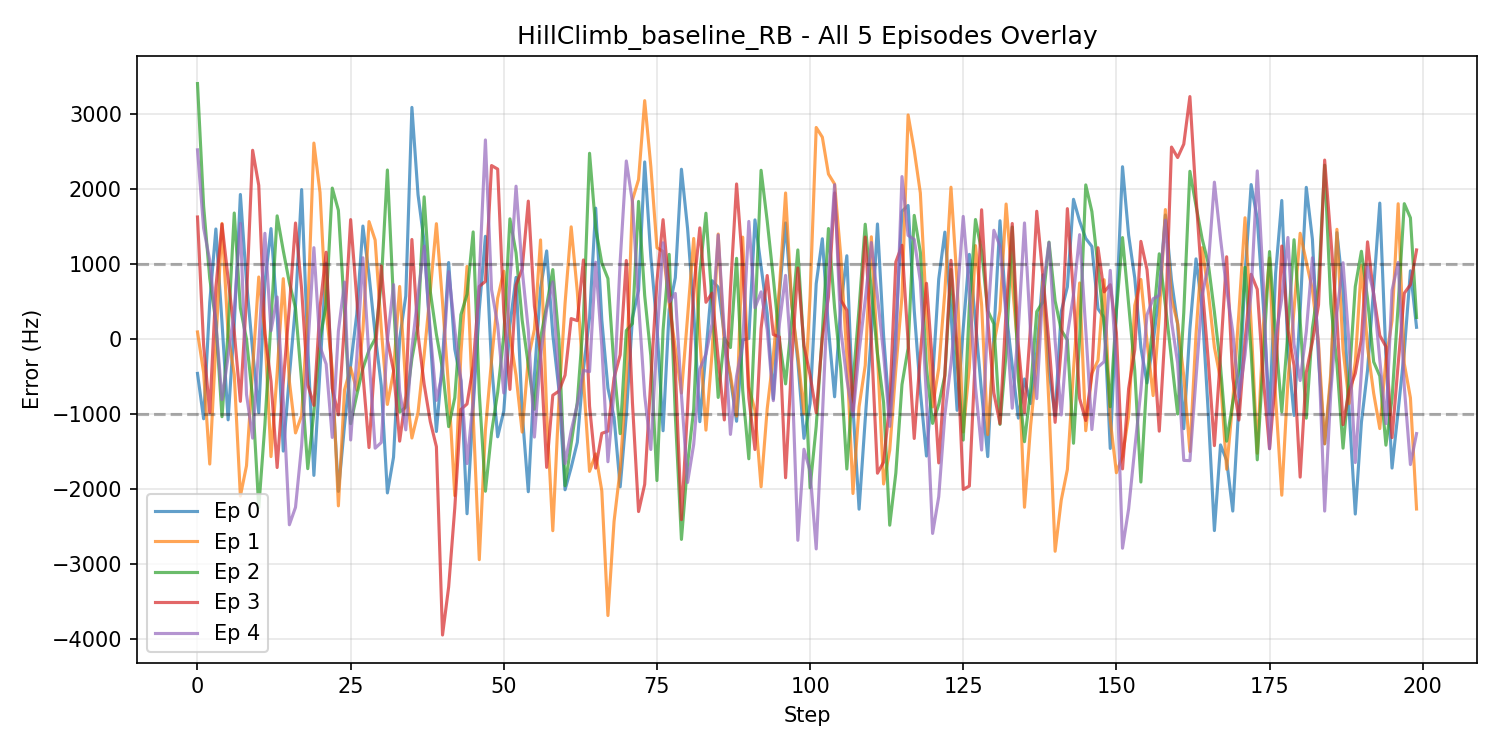 HillClimb_baseline_RB - All 5 Episodes Overlay
Error (Hz)
3000
2000
1000
0
−1000
−2000
−3000
−4000
Ep 0
Ep 1
Ep 2
Ep 3
Ep 4
0 25 50 75 100 125 150 175 200
Step